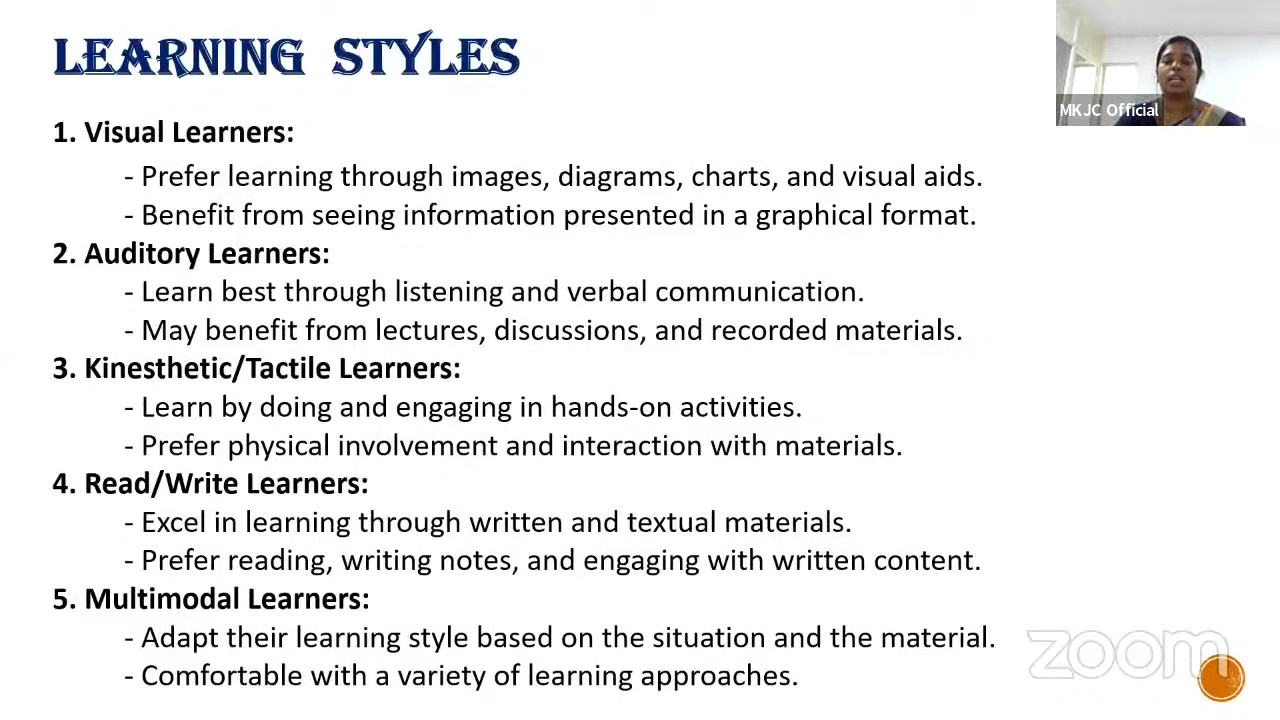 LEARNING STYLES
MKJC Official
1. Visual Learners:
- Prefer learning through images, diagrams, charts, and visual aids.
- Benefit from seeing information presented in a graphical format.
2. Auditory Learners:
- Learn best through listening and verbal communication.
- May benefit from lectures, discussions, and recorded materials.
3. Kinesthetic/Tactile Learners:
- Learn by doing and engaging in hands-on activities.
- Prefer physical involvement and interaction with materials.
4. Read/Write Learners:
- Excel in learning through written and textual materials.
- Prefer reading, writing notes, and engaging with written content.
5. Multimodal Learners:
- Adapt their learning style based on the situation and the material.
- Comfortable with a variety of learning approaches.
zoom